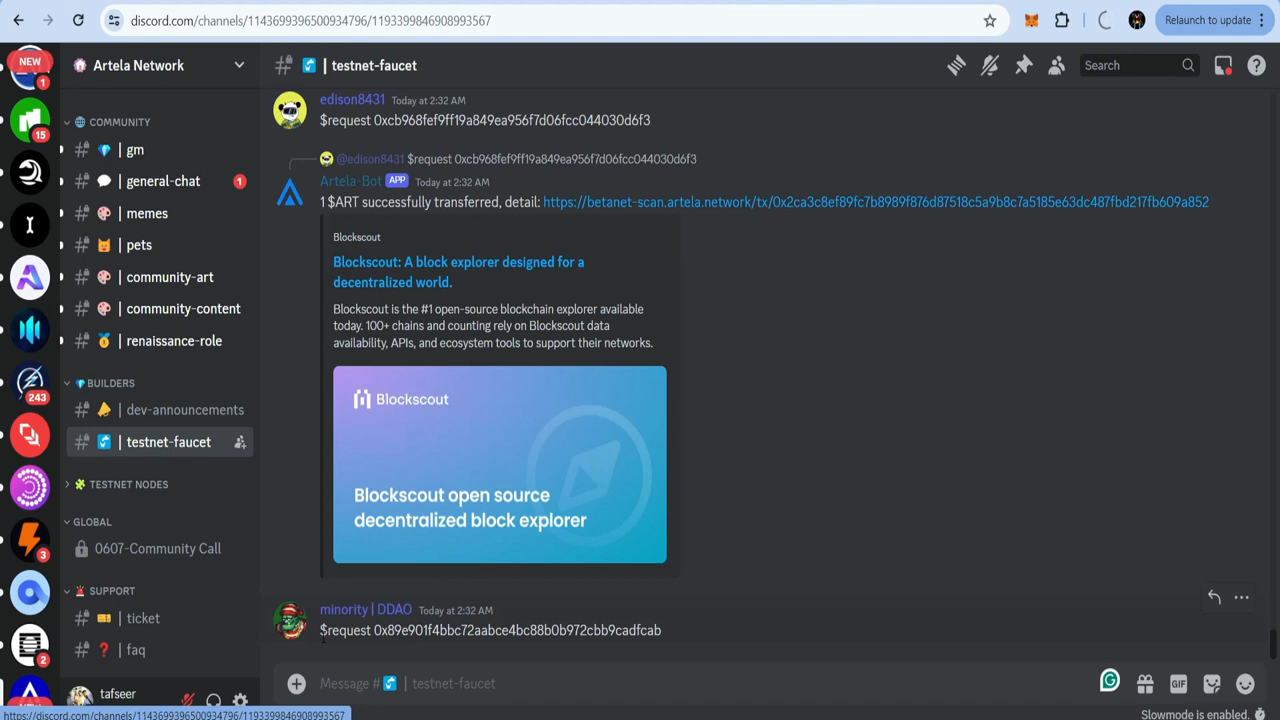 discord.com/channels/1143699396500934796/1193399846908993567
Relaunch to update
NEW
1
15
243
3
2
Artela Network
COMMUNITY
gm
general-chat
1
memes
pets
community-art
community-content
renaissance-role
BUILDERS
dev-announcements
testnet-faucet
TESTNET NODES
GLOBAL
0607-Community Call
SUPPORT
ticket
faq
tafseer
https://discord.com/channels/1143699396500934796/1193399846908993567
# | testnet-faucet
Search
edison8431 Today at 2:32 AM
$request 0xcb968fef9ff19a849ea956f7d06fcc044030d6f3
@edison8431 $request 0xcb968fef9ff19a849ea956f7d06fcc044030d6f3
Artela-Bot APP Today at 2:32 AM
1 $ART successfully transferred, detail: https://betanet-scan.artela.network/tx/0x2ca3c8ef89fc7b8989f876d87518c5a9b8c7a5185e63dc487fbd217fb609a852
Blockscout
Blockscout: A block explorer designed for a
decentralized world.
Blockscout is the #1 open-source blockchain explorer available
today. 100+ chains and counting rely on Blockscout data
availability, APIs, and ecosystem tools to support their networks.
Blockscout
Blockscout open source
decentralized block explorer
minority | DDAO Today at 2:32 AM
$request 0x89e901f4bbc72aabce4bc88b0b972cbb9cadfcab
Message # | testnet-faucet
GIF
Slowmode is enabled.